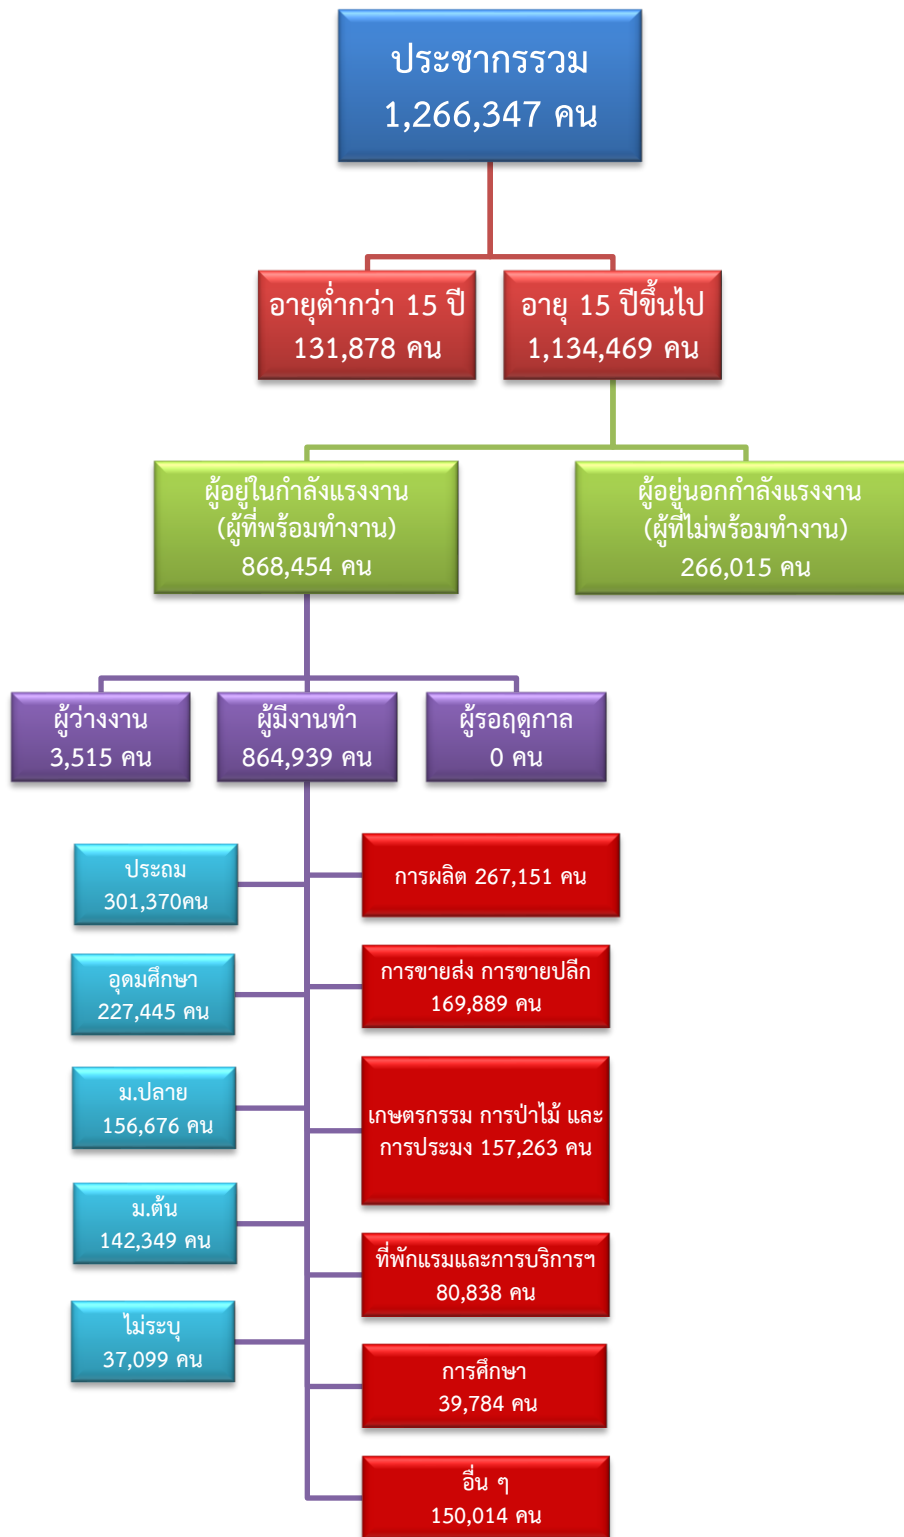 ประชากรรวม
1,266,347 คน
อายุต่ำกว่า 15 ปี
131,878 คน
อายุ 15 ปีขึ้นไป
1,134,469 คน
ผู้อยู่ในกำลังแรงงาน
(ผู้ที่พร้อมทำงาน)
868,454 คน
ผู้อยู่นอกกำลังแรงงาน
(ผู้ที่ไม่พร้อมทำงาน)
266,015 คน
ผู้ว่างงาน
3,515 คน
ผู้มีงานทำ
864,939 คน
ผู้รอฤดูกาล
0 คน
ประถม
301,370คน
อุดมศึกษา
227,445 คน
ม.ปลาย
156,676 คน
ม.ต้น
142,349 คน
ไม่ระบุ
37,099 คน
การผลิต 267,151 คน
การขายส่ง การขายปลีก
169,889 คน
เกษตรกรรม การป่าไม้ และ
การประมง 157,263 คน
ที่พักแรมและการบริการฯ
80,838 คน
การศึกษา
39,784 คน
อื่น ๆ
150,014 คน